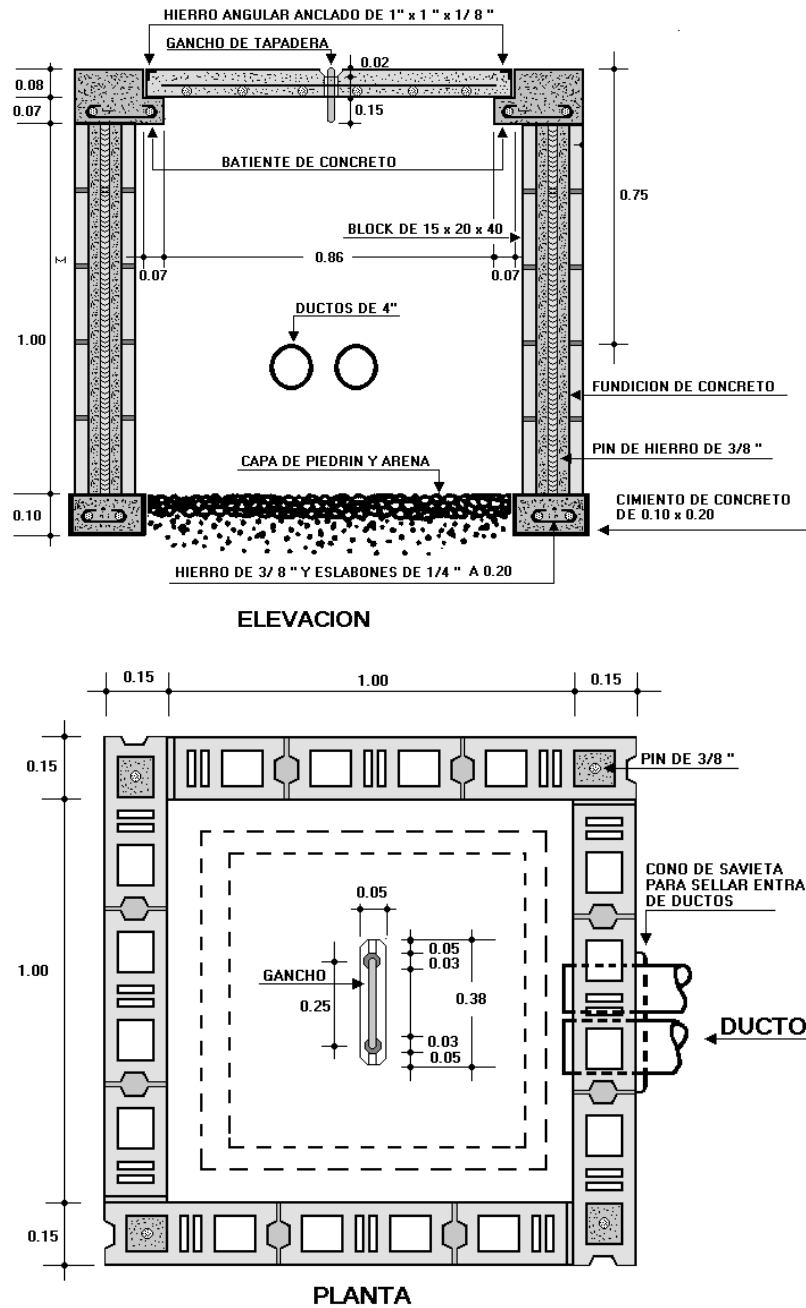 HIERRO ANGULAR ANCLADO DE 1" x 1 " x 1/ 8 "
GANCHO DE TAPADERA
0.02
0.08
0.07
0.15
BATIENTE DE CONCRETO
0.75
BLOCK DE 15 x 20 x 40
0.86
0.07
0.07
DUCTOS DE 4"
1.00
FUNDICION DE CONCRETO
PIN DE HIERRO DE 3/8 "
CAPA DE PIEDRIN Y ARENA
CIMIENTO DE CONCRETO
DE 0.10 x 0.20
0.10
HIERRO DE 3/ 8 " Y ESLABONES DE 1/4 " A 0.20
ELEVACION
0.15
1.00
0.15
0.15
PIN DE 3/8 "
CONO DE SAVIETA
PARA SELLAR ENTRA
DE DUCTOS
0.05
0.05
0.03
GANCHO
0.25
0.38
1.00
0.03
0.05
DUCTO
0.15
PLANTA